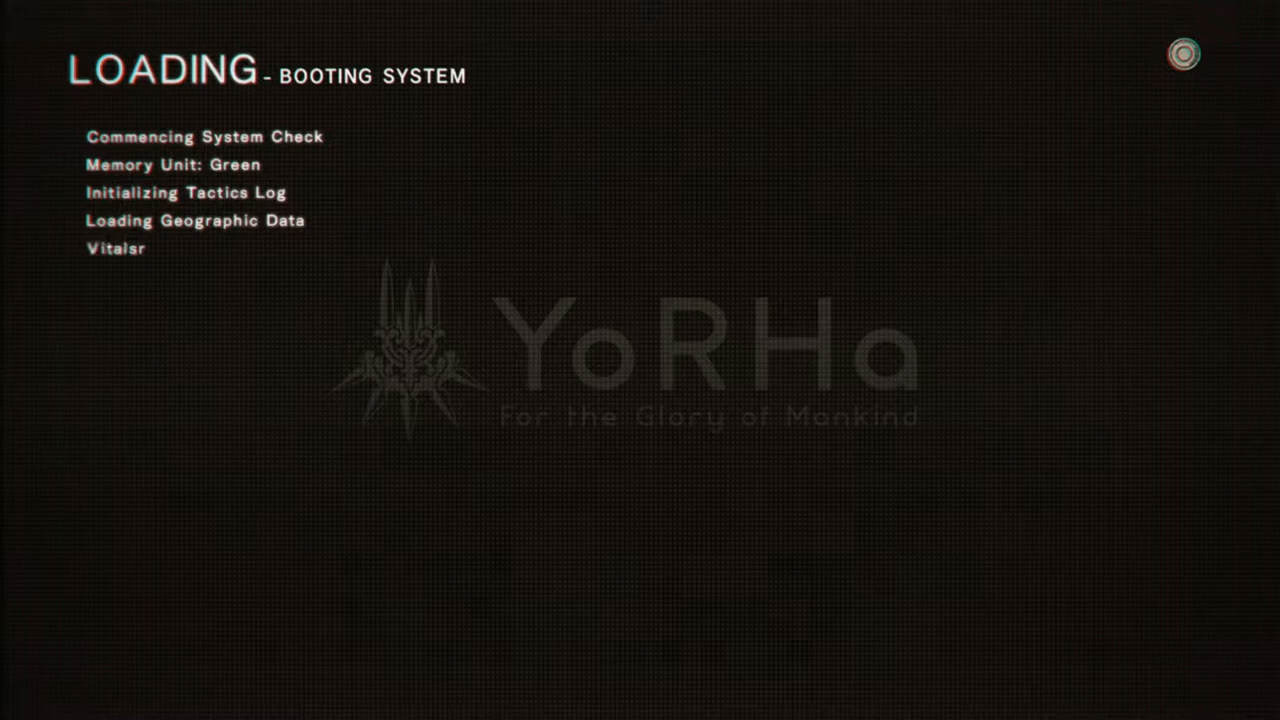 LOADING - BOOTING SYSTEM
Commencing System Check
Memory Unit: Green
Initializing Tactics Log
Loading Geographic Data
Vitalsr
YoRHa
For the Glory of Mankind